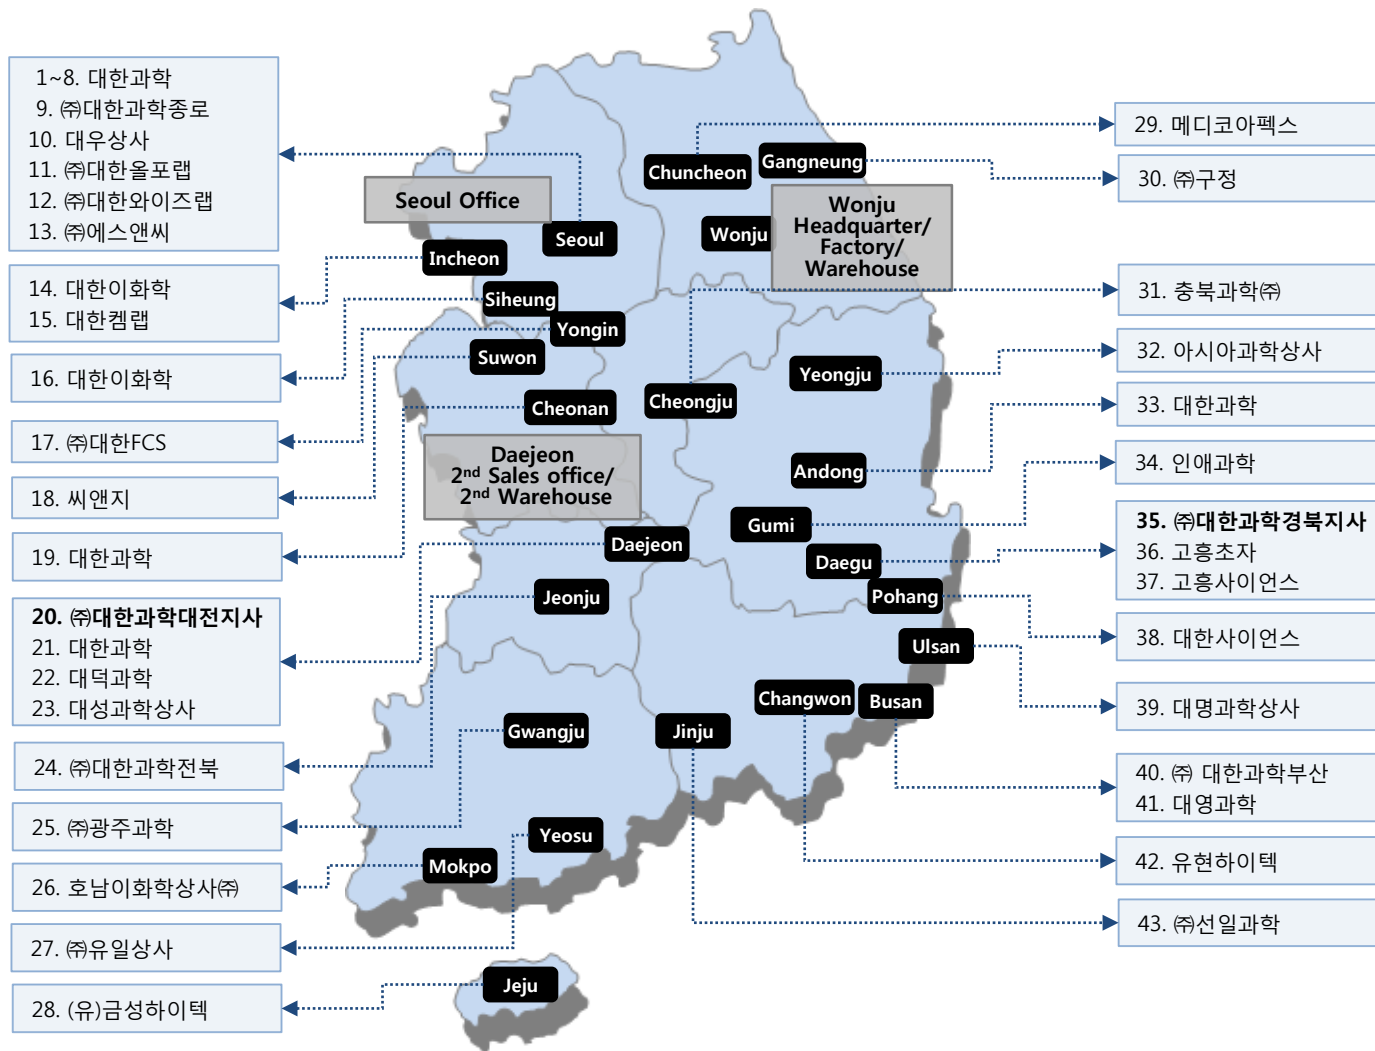 1~8. 대한과학
9. ㈜대한과학종로
10. 대우상사
11. ㈜대한올포랩
12. ㈜대한와이즈랩
13. ㈜에스앤씨
14. 대한이화학
15. 대한켐랩
16. 대한이화학
17. ㈜대한FCS
18. 씨앤지
19. 대한과학
20. ㈜대한과학대전지사
21. 대한과학
22. 대덕과학
23. 대성과학상사
24. ㈜대한과학전북
25. ㈜광주과학
26. 호남이화학상사㈜
27. ㈜유일상사
28. (유)금성하이텍
Chuncheon
Gangneung
Seoul Office
Wonju
Headquarter/
Factory/
Warehouse
Seoul
Wonju
Incheon
Siheung
Yongin
Suwon
Yeongju
Cheonan
Cheongju
Daejeon
2nd Sales office/
2nd Warehouse
Andong
Gumi
Daejeon
Daegu
Jeonju
Pohang
Ulsan
Changwon
Busan
Gwangju
Jinju
Yeosu
Mokpo
Jeju
29. 메디코아펙스
30. ㈜구정
31. 충북과학㈜
32. 아시아과학상사
33. 대한과학
34. 인애과학
35. ㈜대한과학경북지사
36. 고흥초자
37. 고흥사이언스
38. 대한사이언스
39. 대명과학상사
40. ㈜ 대한과학부산
41. 대영과학
42. 유현하이텍
43. ㈜선일과학